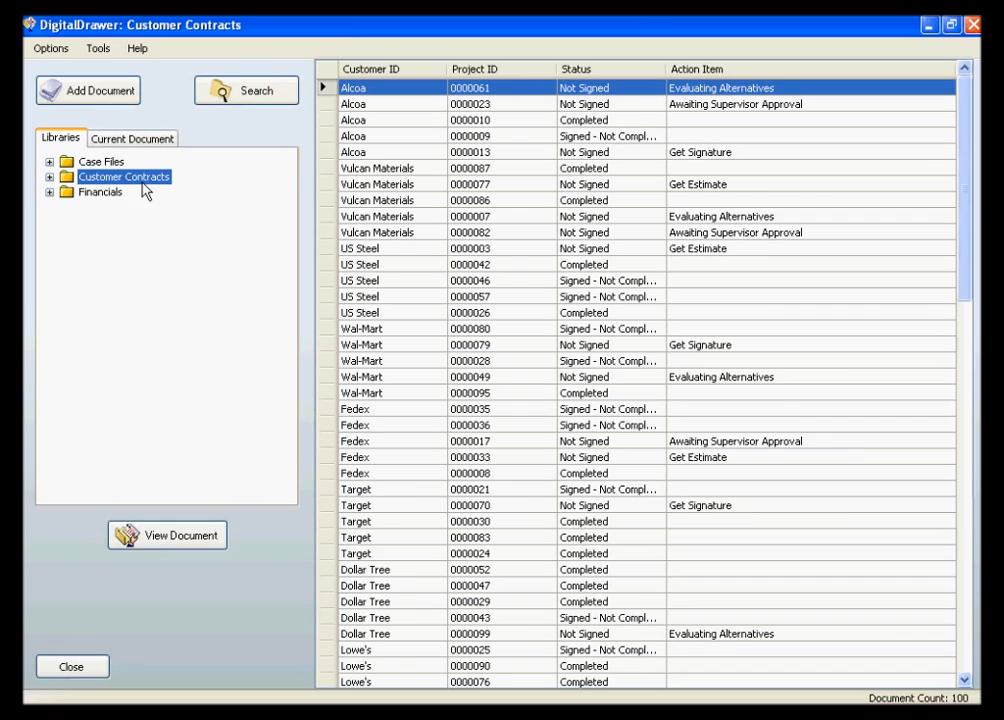 DigitalDrawer: Customer Contracts
Options Tools Help
Add Document Search
Libraries Current Document
Case Files
Customer Contracts
Financials
View Document
Close
Customer ID Project ID Status Action Item
Alcoa 0000061 Not Signed Evaluating Alternatives
Alcoa 0000023 Not Signed Awaiting Supervisor Approval
Alcoa 0000010 Completed
Alcoa 0000009 Signed - Not Compl...
Alcoa 0000013 Not Signed Get Signature
Vulcan Materials 0000087 Completed
Vulcan Materials 0000077 Not Signed Get Estimate
Vulcan Materials 0000086 Completed
Vulcan Materials 0000007 Not Signed Evaluating Alternatives
Vulcan Materials 0000082 Not Signed Awaiting Supervisor Approval
US Steel 0000003 Not Signed Get Estimate
US Steel 0000042 Completed
US Steel 0000046 Signed - Not Compl...
US Steel 0000057 Signed - Not Compl...
US Steel 0000026 Completed
Wal-Mart 0000080 Signed - Not Compl...
Wal-Mart 0000079 Not Signed Get Signature
Wal-Mart 0000028 Signed - Not Compl...
Wal-Mart 0000049 Not Signed Evaluating Alternatives
Wal-Mart 0000095 Completed
Fedex 0000035 Signed - Not Compl...
Fedex 0000036 Signed - Not Compl...
Fedex 0000017 Not Signed Awaiting Supervisor Approval
Fedex 0000033 Not Signed Get Estimate
Fedex 0000008 Completed
Target 0000021 Signed - Not Compl...
Target 0000070 Not Signed Get Signature
Target 0000030 Completed
Target 0000083 Completed
Target 0000024 Completed
Dollar Tree 0000052 Completed
Dollar Tree 0000047 Completed
Dollar Tree 0000029 Completed
Dollar Tree 0000043 Signed - Not Compl...
Dollar Tree 0000099 Not Signed Evaluating Alternatives
Lowe's 0000025 Signed - Not Compl...
Lowe's 0000090 Completed
Lowe's 0000076 Completed
Document Count: 100